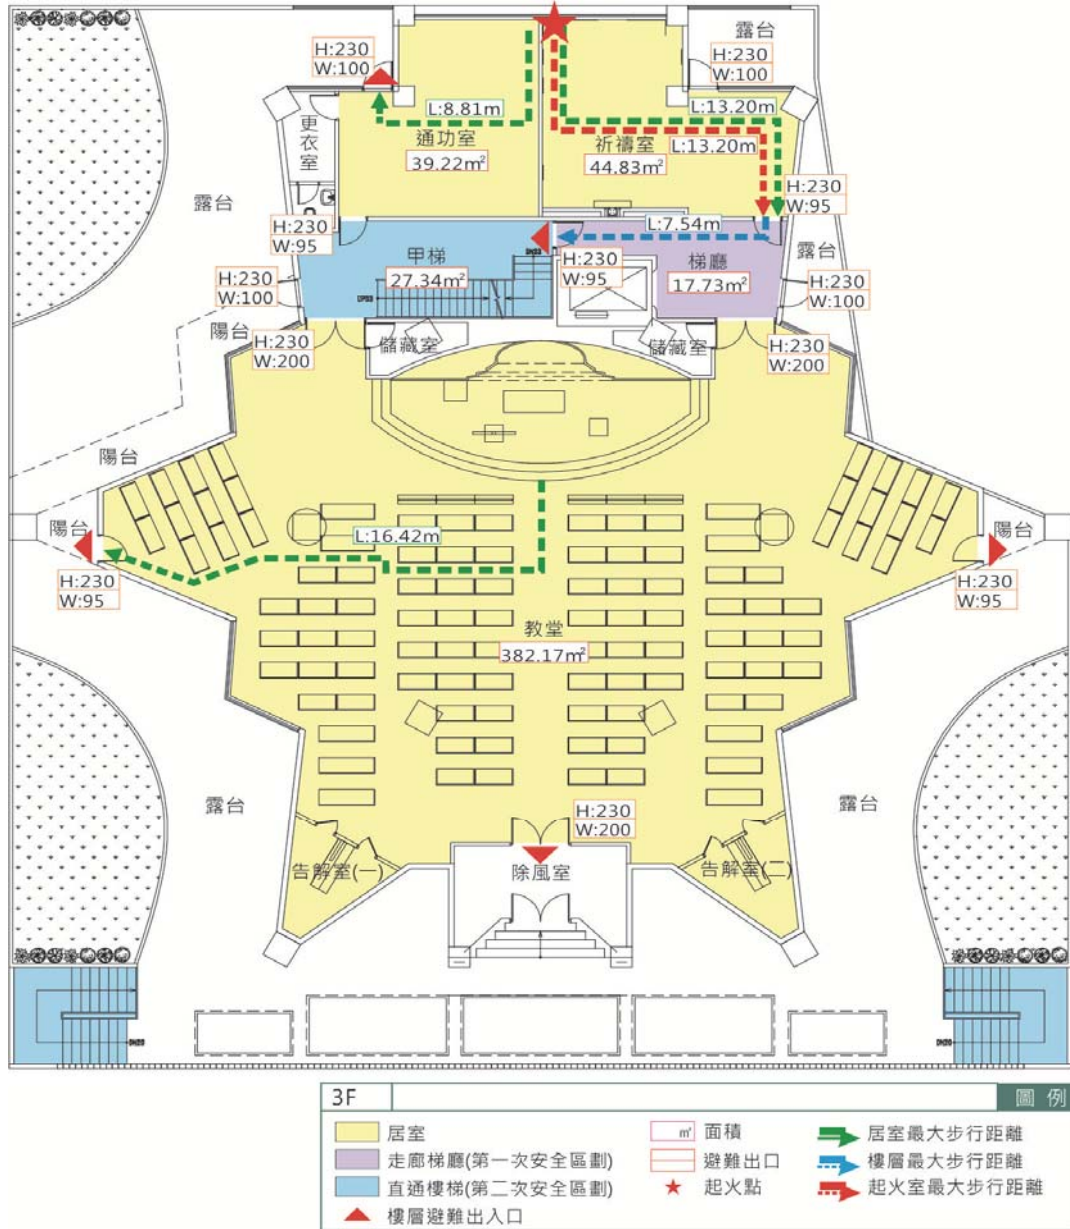 露台
H:230
W:100
H:230
W:100
L:8.81m
L:13.20m
更衣室
通功室
39.22㎡
祈禱室
44.83㎡
L:13.20m
H:230
W:95
露台
H:230
W:95
L:7.54m
甲梯
27.34㎡
H:230
W:95
梯廳
17.73㎡
露台
H:230
W:100
H:230
W:100
陽台
H:230
W:200
儲藏室
儲藏室
H:230
W:200
陽台
陽台
L:16.42m
陽台
H:230
W:95
H:230
W:95
教堂
382.17㎡
露台
H:230
W:200
露台
告解室(一)
除風室
告解室(二)
3F
圖 例
居室
㎡ 面積
居室最大步行距離
走廊梯廳(第一次安全區劃)
避難出口
樓層最大步行距離
直通樓梯(第二次安全區劃)
起火點
起火室最大步行距離
樓層避難出入口